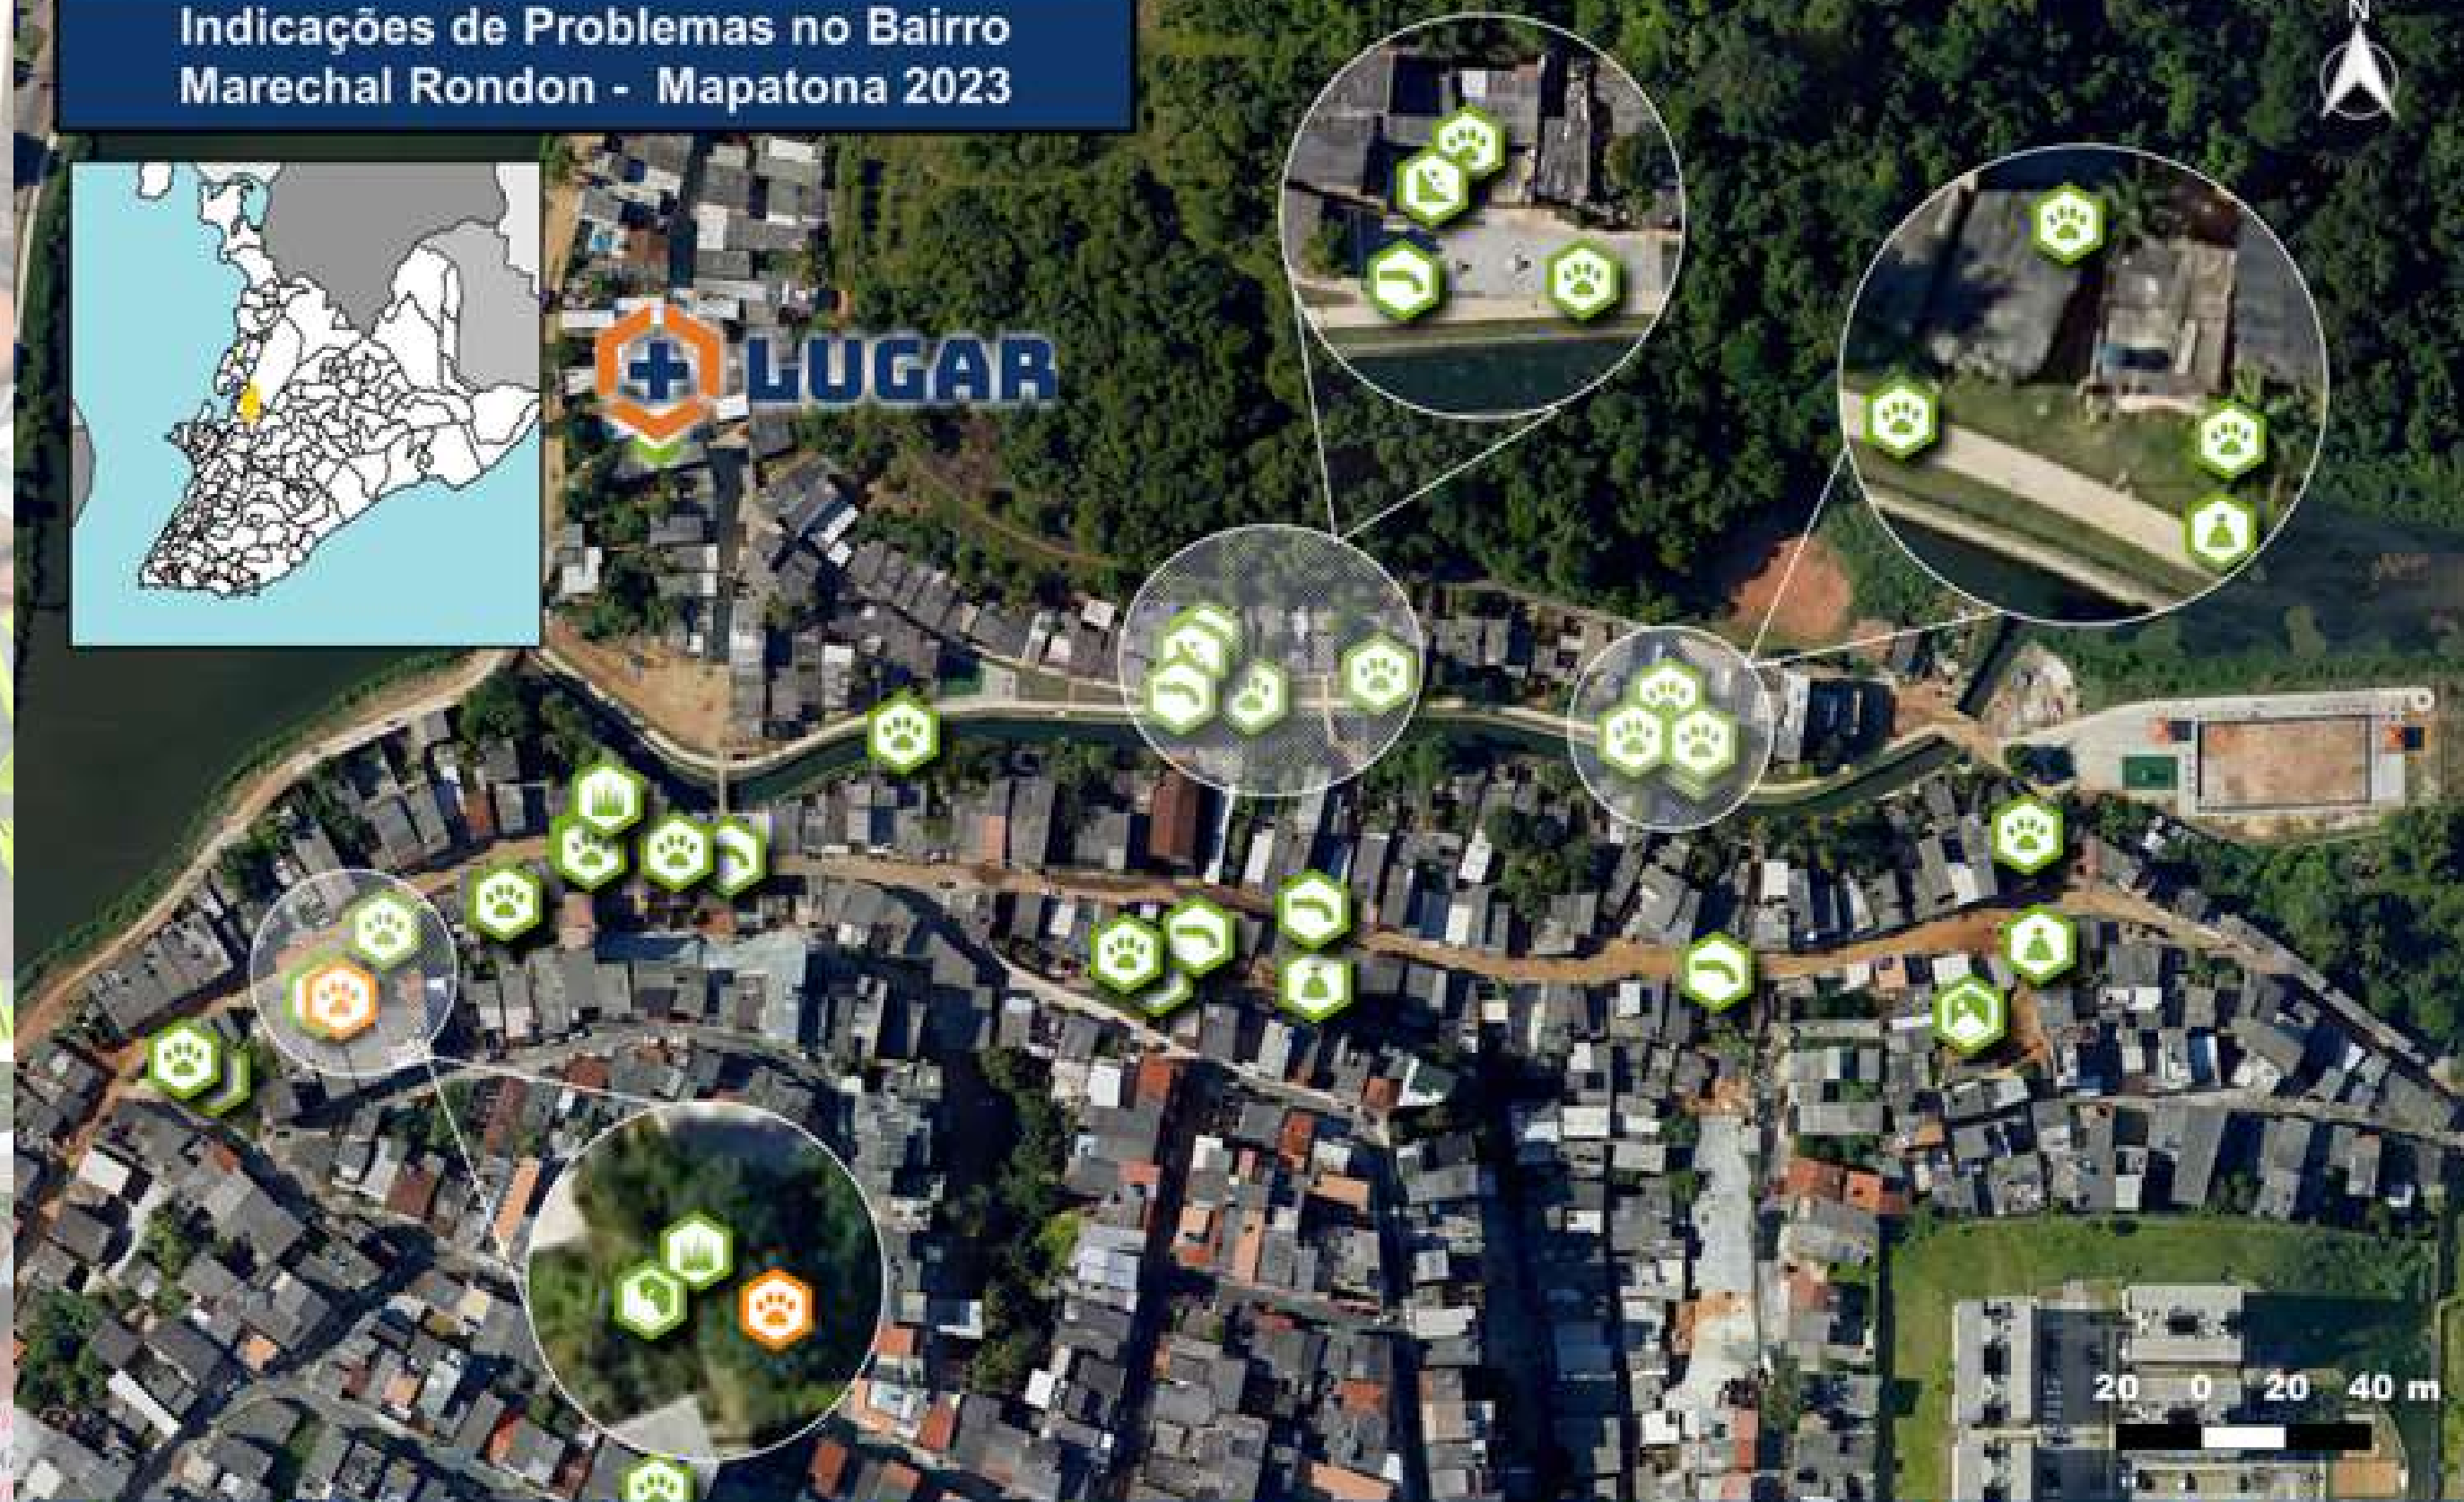 Indicações de Problemas no Bairro
Marechal Rondon - Mapatona 2023
N
LUGAR
20 0 20 40 m